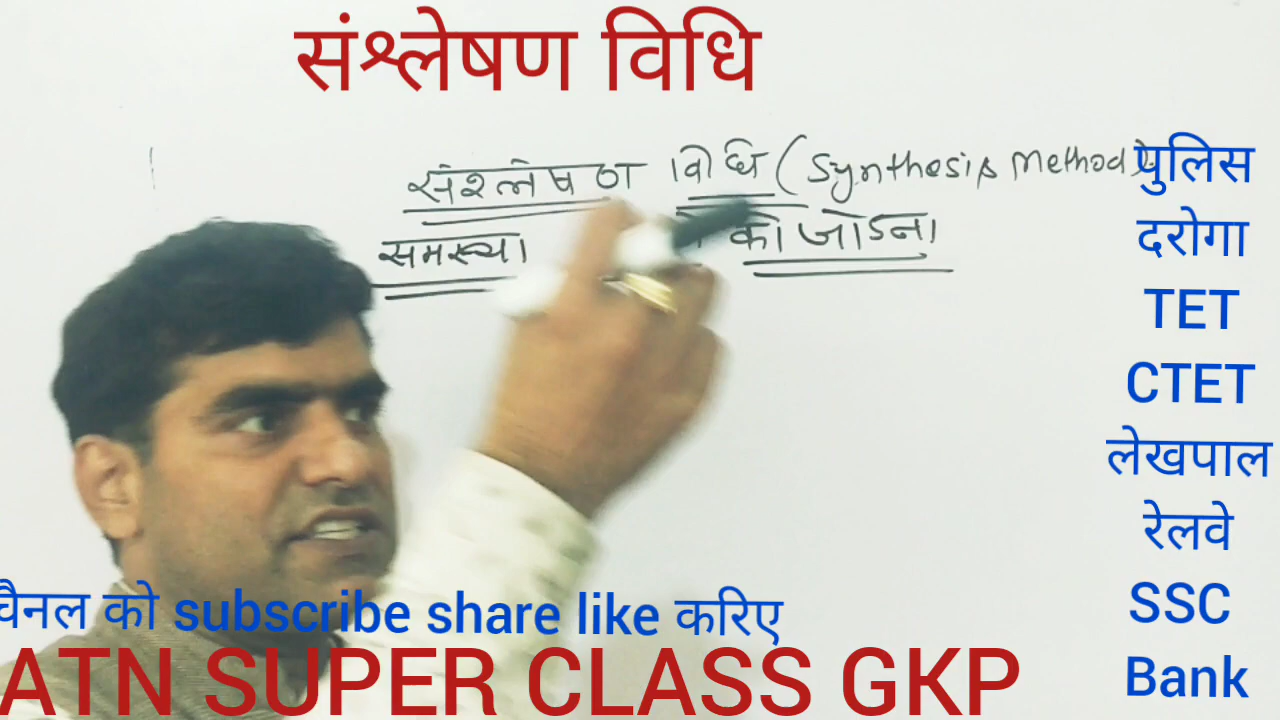 संश्लेषण विधि
संश्लेषण विधि (Synthesis Method)
समस्या को जोडना
पुलिस
दरोगा
TET
CTET
लेखपाल
रेलवे
SSC
Bank
चैनल को subscribe share like करिए
ATN SUPER CLASS GKP